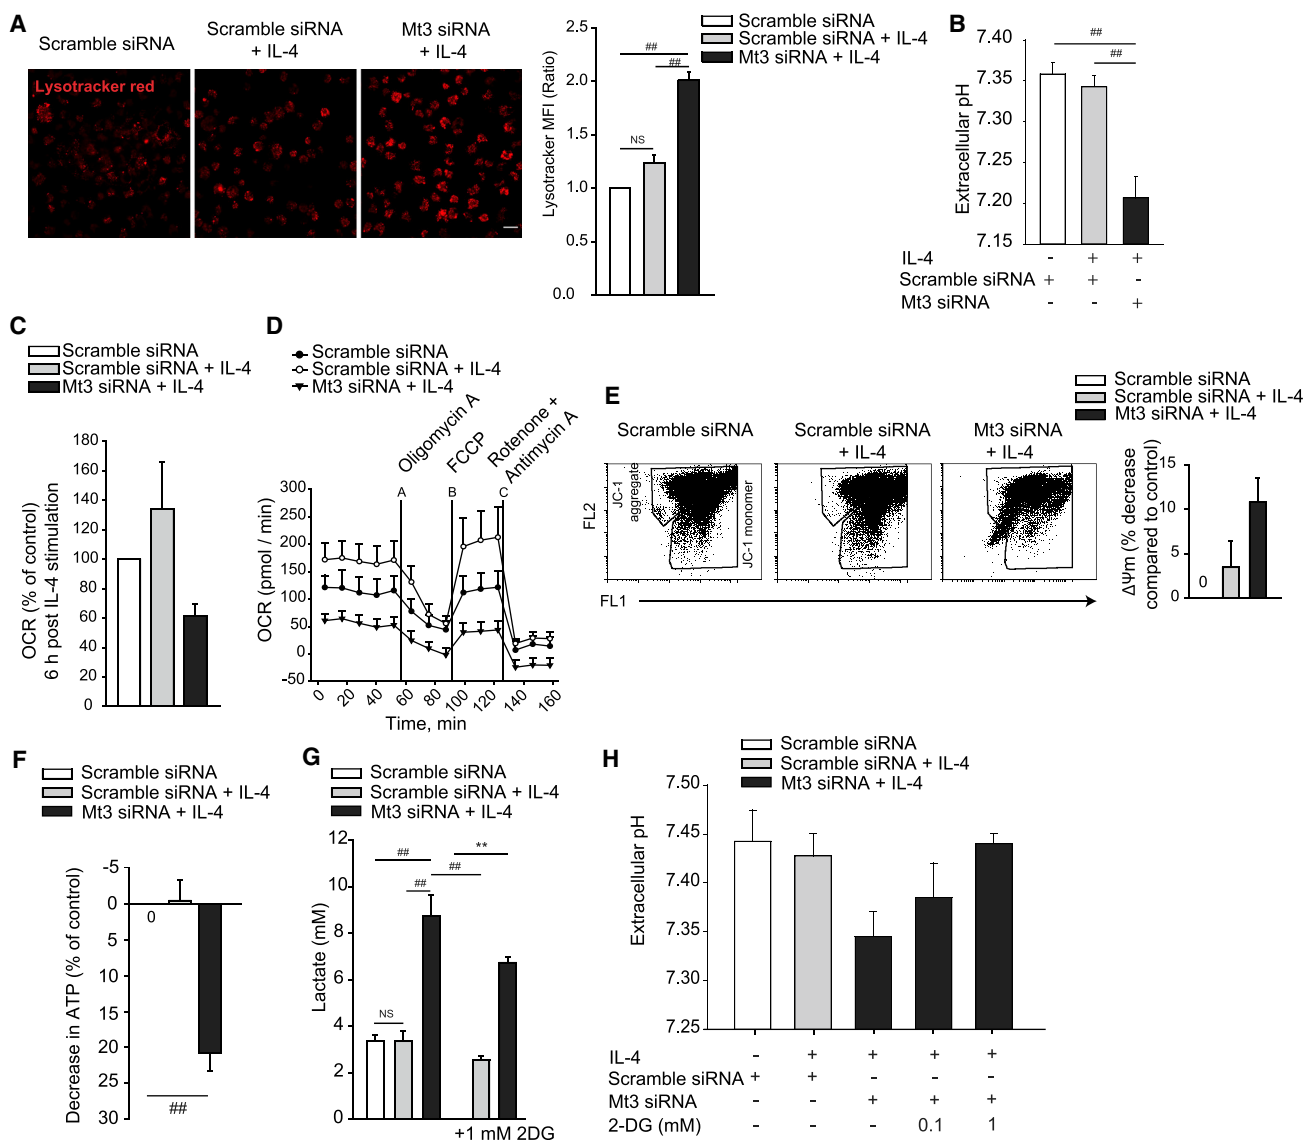 A
Scramble siRNA
Scramble siRNA
+ IL-4
Mt3 siRNA
+ IL-4
Lysotracker red
Scramble siRNA
Scramble siRNA + IL-4
Mt3 siRNA + IL-4
Lysotracker MFI (Ratio)
2.5
2.0
1.5
1.0
0.5
0.0
##
##
NS
B
Extracellular pH
7.40
7.35
7.30
7.25
7.20
7.15
##
##
IL-4 - + +
Scramble siRNA + + -
Mt3 siRNA - - +
C
Scramble siRNA
Scramble siRNA + IL-4
Mt3 siRNA + IL-4
OCR (% of control)
6 h post IL-4 stimulation
180
160
140
120
100
80
60
40
20
0
D
Scramble siRNA
Scramble siRNA + IL-4
Mt3 siRNA + IL-4
Oligomycin A
FCCP
Rotenone +
Antimycin A
A B C
OCR (pmol / min)
300
250
200
150
100
50
0
-50
0 20 40 60 80 100 120 140 160
Time, min
E
Scramble siRNA
Scramble siRNA + IL-4
Mt3 siRNA + IL-4
Scramble siRNA
Scramble siRNA
+ IL-4
Mt3 siRNA
+ IL-4
FL2
JC-1
aggregate
JC-1 monomer
FL1
ΔΨm (% decrease
compared to control)
15
10
5
0
0
F
Scramble siRNA
Scramble siRNA + IL-4
Mt3 siRNA + IL-4
Decrease in ATP (% of control)
-5
0
5
10
15
20
25
30
0
##
G
Scramble siRNA
Scramble siRNA + IL-4
Mt3 siRNA + IL-4
Lactate (mM)
12
10
8
6
4
2
0
##
**
##
##
NS
+1 mM 2DG
H
Scramble siRNA
Scramble siRNA + IL-4
Mt3 siRNA + IL-4
Extracellular pH
7.50
7.45
7.40
7.35
7.30
7.25
IL-4 - + + + +
Scramble siRNA + + - - -
Mt3 siRNA - - + + +
2-DG (mM) - - - 0.1 1